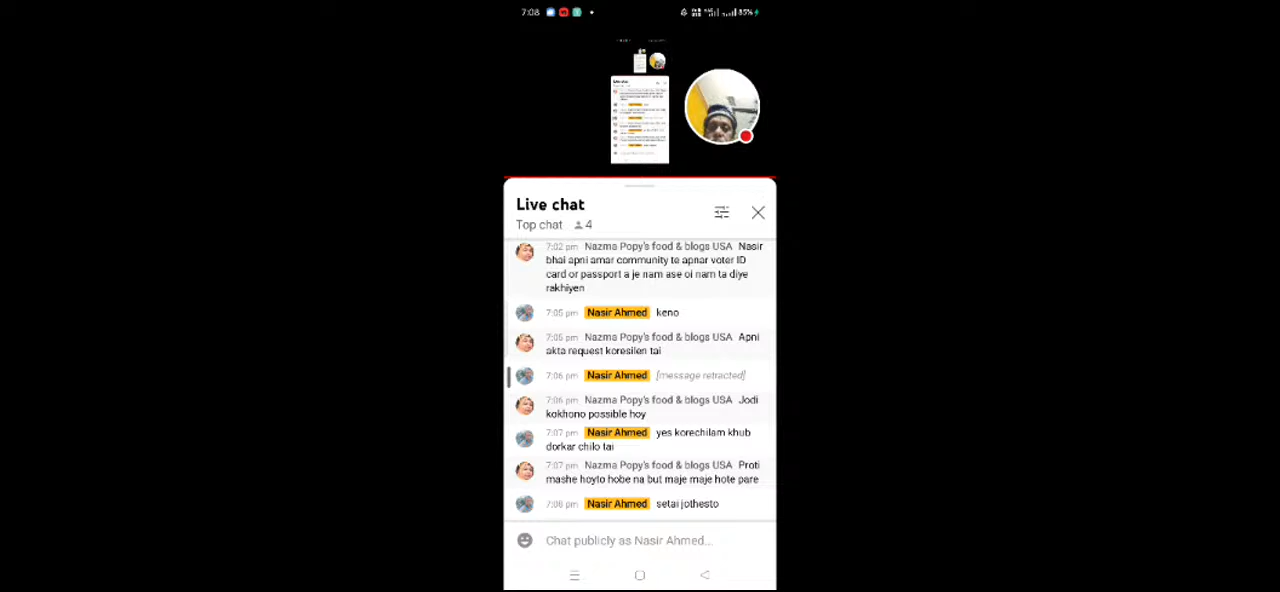 7:08
85%
Live chat
Top chat 4
7:02 pm Nazma Popy's food & blogs USA Nasir
bhai apni amar community te apnar voter ID
card or passport a je nam ase oi nam ta diye
rakhiyen
7:05 pm Nasir Ahmed keno
7:05 pm Nazma Popy's food & blogs USA Apni
akta request koresilen tai
7:06 pm Nasir Ahmed [message retracted]
7:06 pm Nazma Popy's food & blogs USA Jodi
kokhono possible hoy
7:07 pm Nasir Ahmed yes korechilam khub
dorkar chilo tai
7:07 pm Nazma Popy's food & blogs USA Proti
mashe hoyto hobe na but maje maje hote pare
7:08 pm Nasir Ahmed setai jothesto
Chat publicly as Nasir Ahmed...